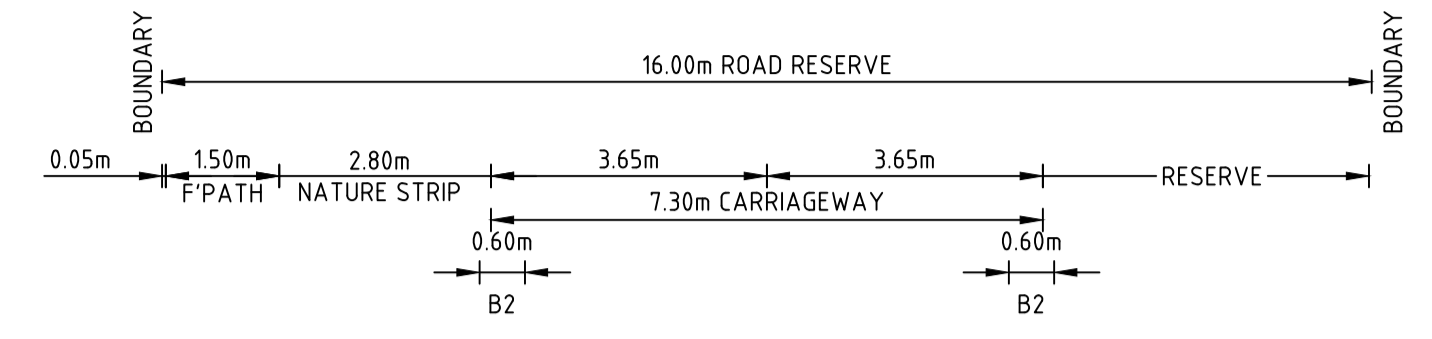 BOUNDARY
16.00m ROAD RESERVE
BOUNDARY
0.05m
1.50m
F'PATH
2.80m
NATURE STRIP
3.65m
3.65m
RESERVE
7.30m CARRIAGEWAY
0.60m
B2
0.60m
B2